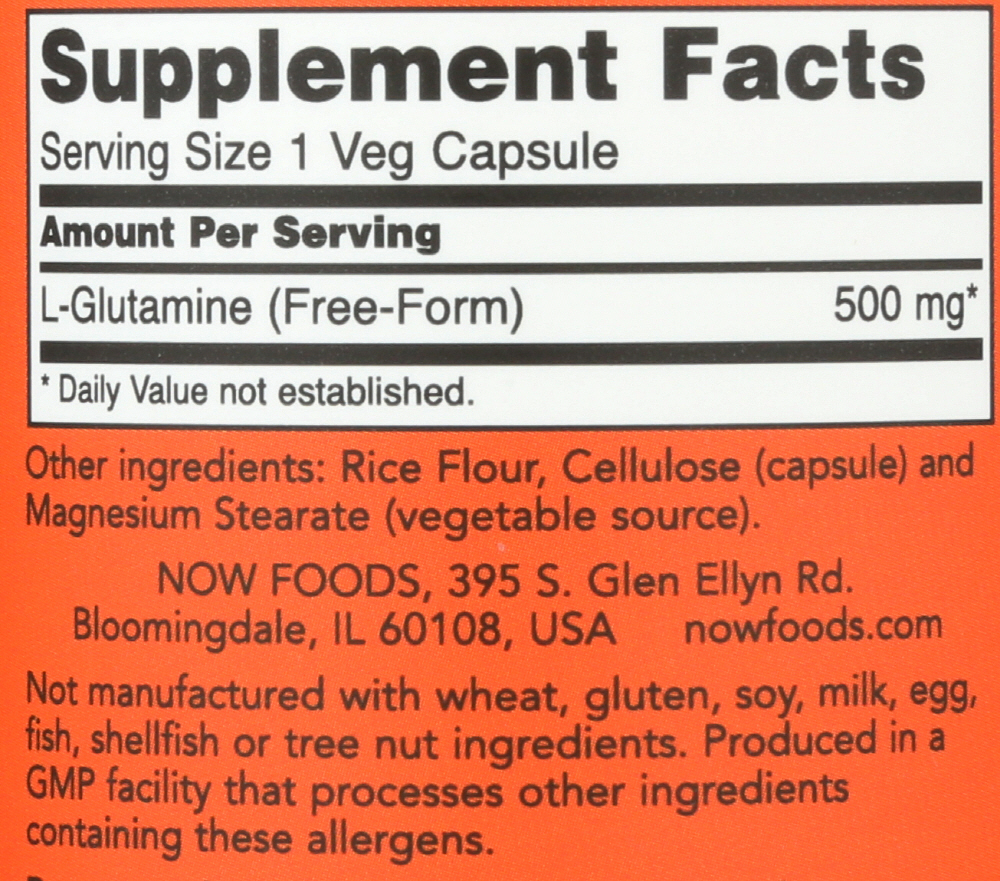 Supplement Facts
Serving Size 1 Veg Capsule
Amount Per Serving
L-Glutamine (Free-Form) 500 mg*
* Daily Value not established.
Other ingredients: Rice Flour, Cellulose (capsule) and
Magnesium Stearate (vegetable source).
NOW FOODS, 395 S. Glen Ellyn Rd.
Bloomingdale, IL 60108, USA nowfoods.com
Not manufactured with wheat, gluten, soy, milk, egg,
fish, shellfish or tree nut ingredients. Produced in a
GMP facility that processes other ingredients
containing these allergens.